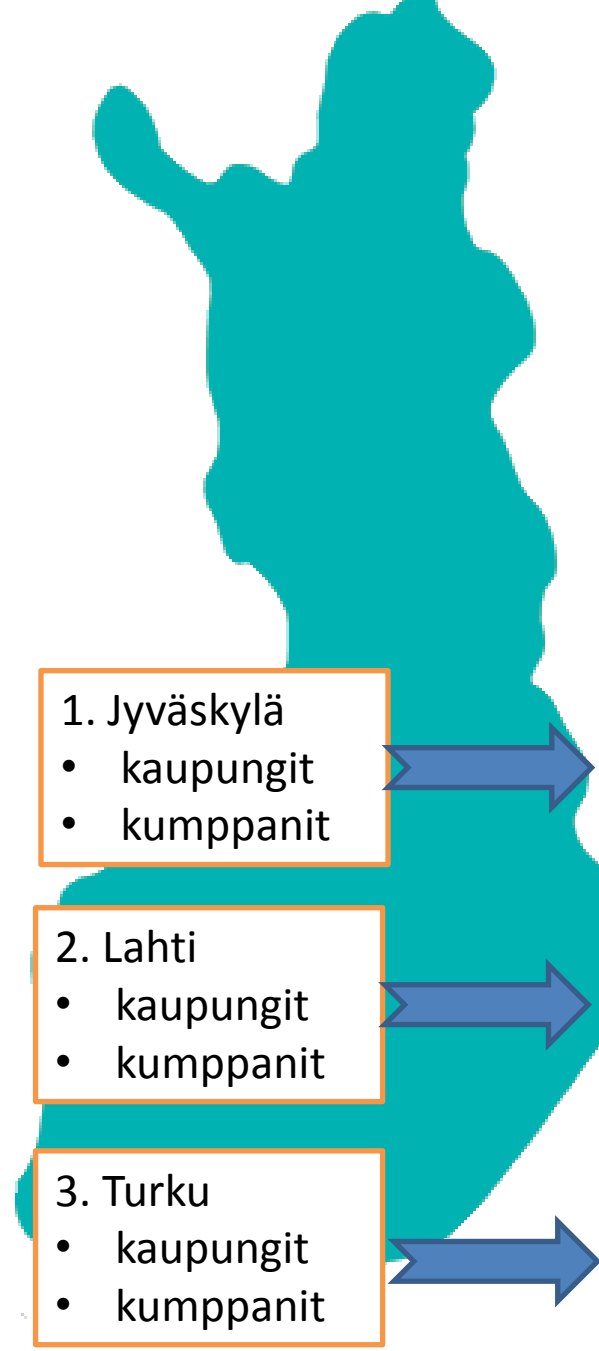 1. Jyväskylä
• kaupungit
• kumppanit
2. Lahti
• kaupungit
• kumppanit
3. Turku
• kaupungit
• kumppanit